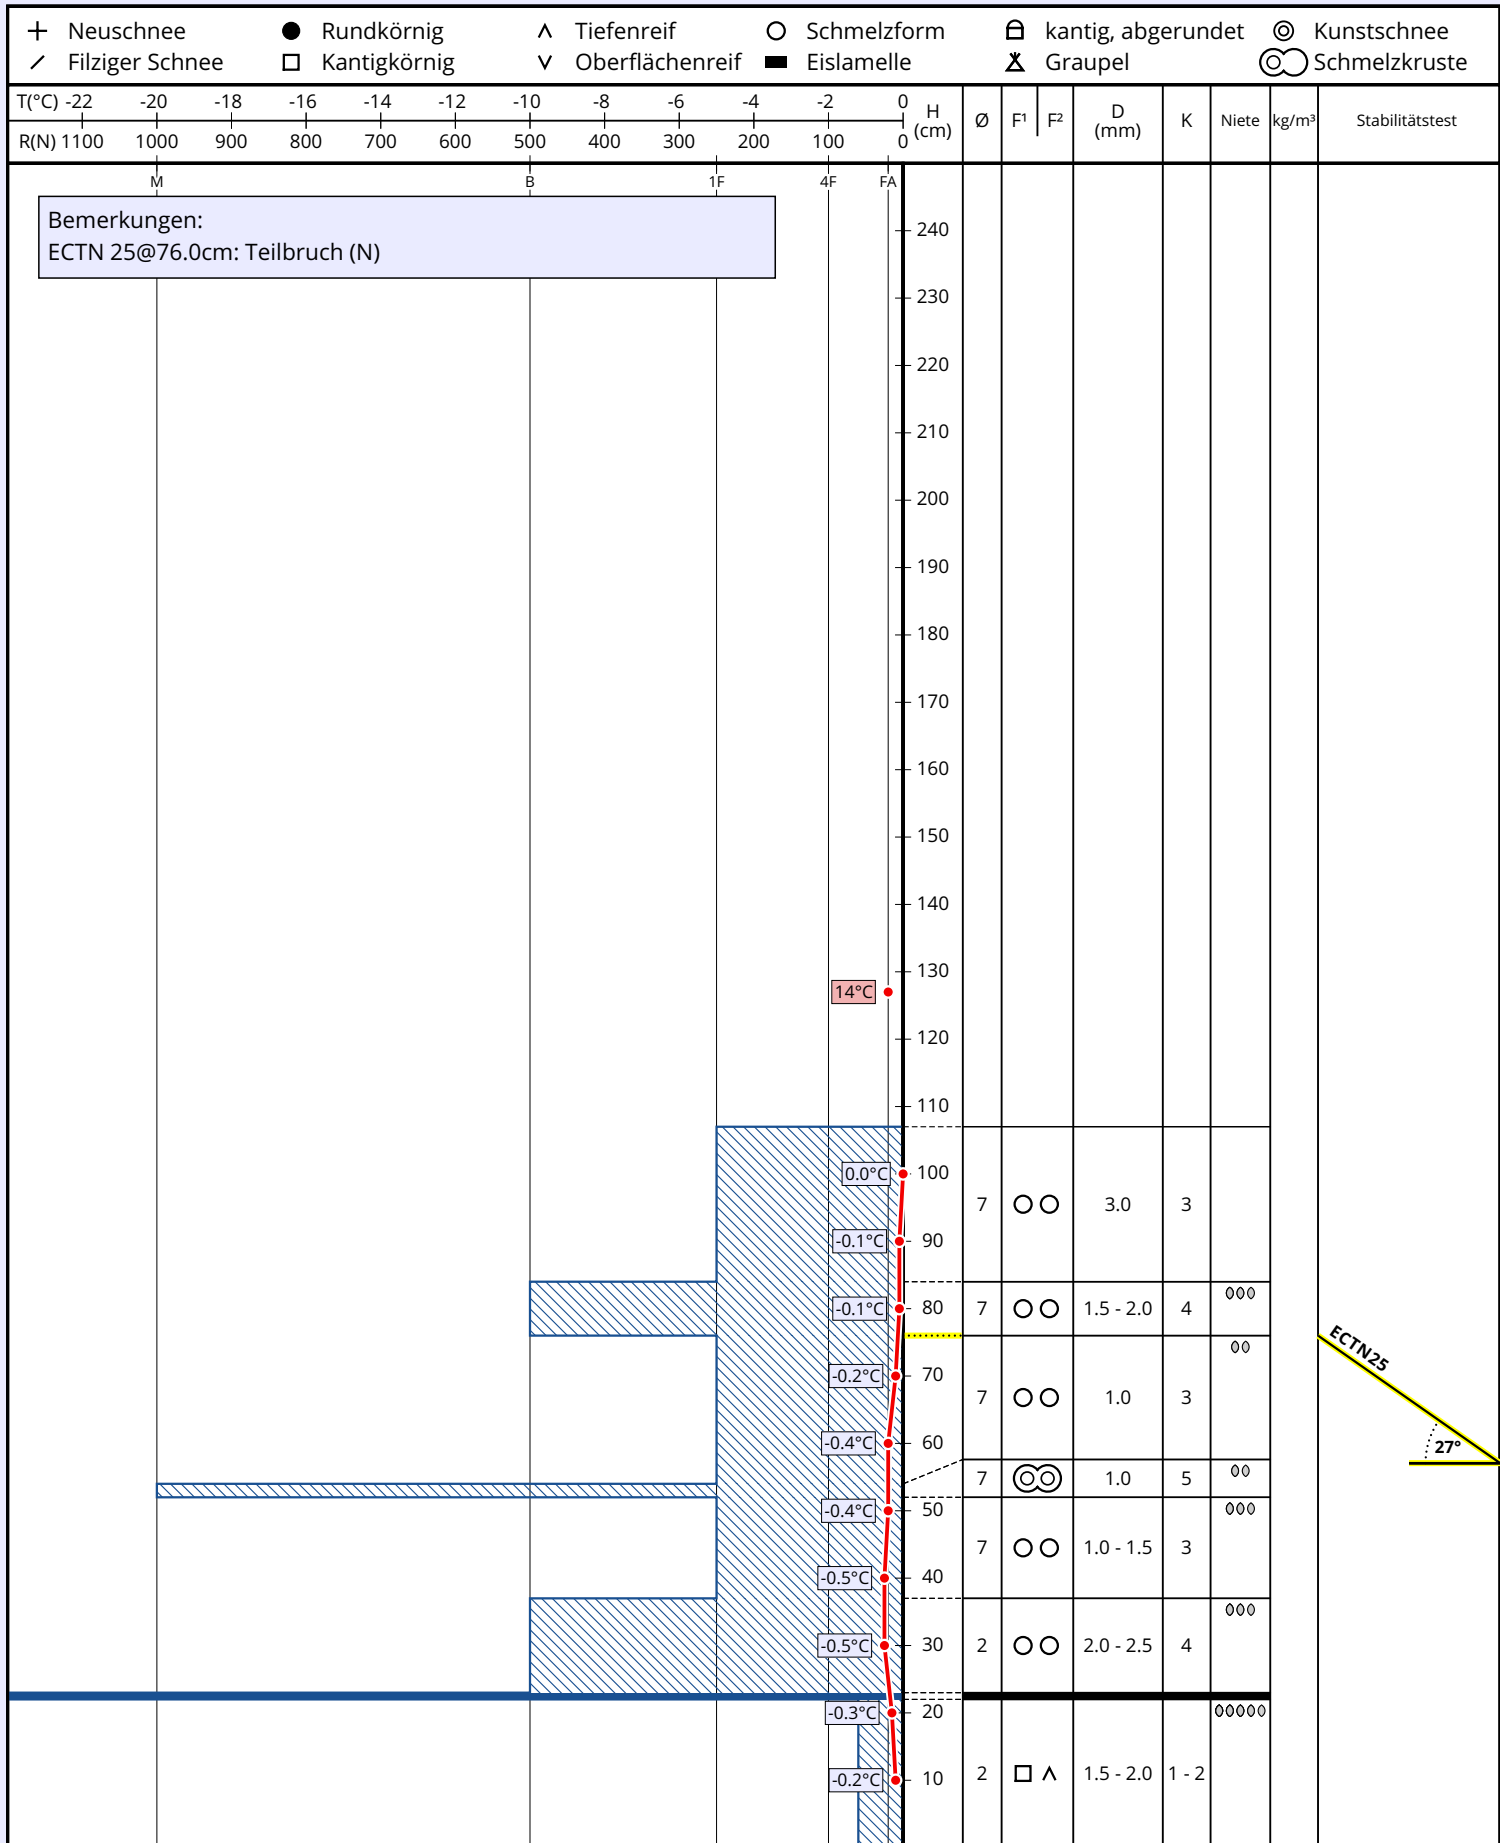 Neuschnee Rundkörnig Tiefenreif Schmelzform kantig, abgerundet Kunstschnee
Filziger Schnee Kantigkörnig Oberflächenreif Eislamelle Graupel Schmelzkruste
T(°C) -22 -20 -18 -16 -14 -12 -10 -8 -6 -4 -2 0
R(N) 1100 1000 900 800 700 600 500 400 300 200 100 0
H (cm) Ø F¹ F² D (mm) K Niete kg/m³ Stabilitätstest
M B 1F 4F FA
Bemerkungen:
ECTN 25@76.0cm: Teilbruch (N)
240
230
220
210
200
190
180
170
160
150
140
130
14°C
120
110
0.0°C 100
7 3.0 3
-0.1°C 90
-0.1°C 80 7 1.5 - 2.0 4
ECTN25
-0.2°C 70
7 1.0 3
-0.4°C 60
27°
7 1.0 5
-0.4°C 50
7 1.0 - 1.5 3
-0.5°C 40
-0.5°C 30 2 2.0 - 2.5 4
-0.3°C 20
-0.2°C 10 2 1.5 - 2.0 1 - 2